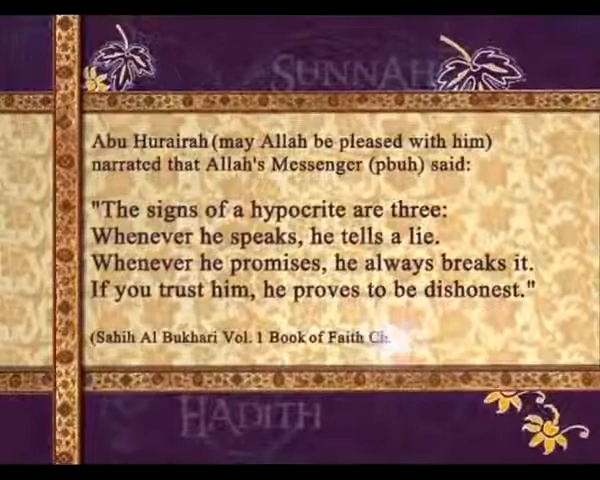 SUNNAH
Abu Hurairah (may Allah be pleased with him)
narrated that Allah's Messenger (pbuh) said:
"The signs of a hypocrite are three:
Whenever he speaks, he tells a lie.
Whenever he promises, he always breaks it.
If you trust him, he proves to be dishonest."
(Sahih Al Bukhari Vol. 1 Book of Faith
HADITH